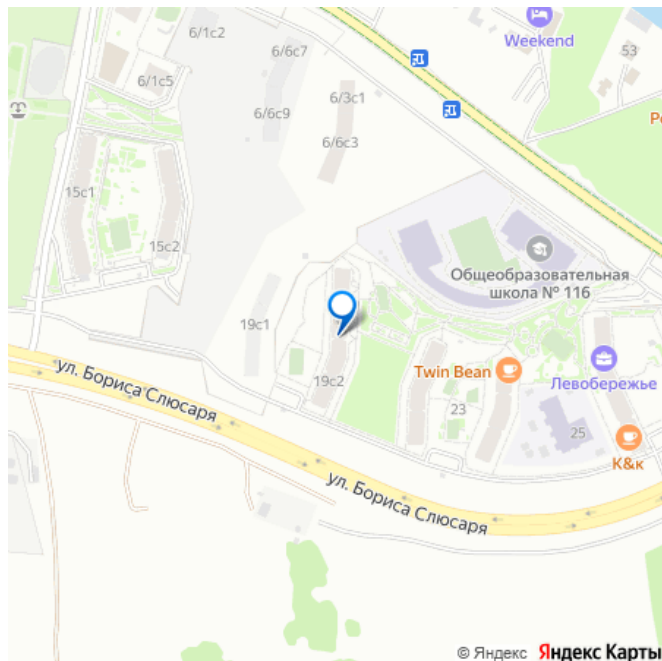 6/1с2
6/6с7
Weekend
53
6/1с5
6/3с1
6/6с9
6/6с3
15с1
15с2
Общеобразовательная
школа № 116
19с1
ул. Бориса Слюсаря
19с2
Twin Bean
Левобережье
23
25
К&к
ул. Бориса Слюсаря
© Яндекс Яндекс Карты